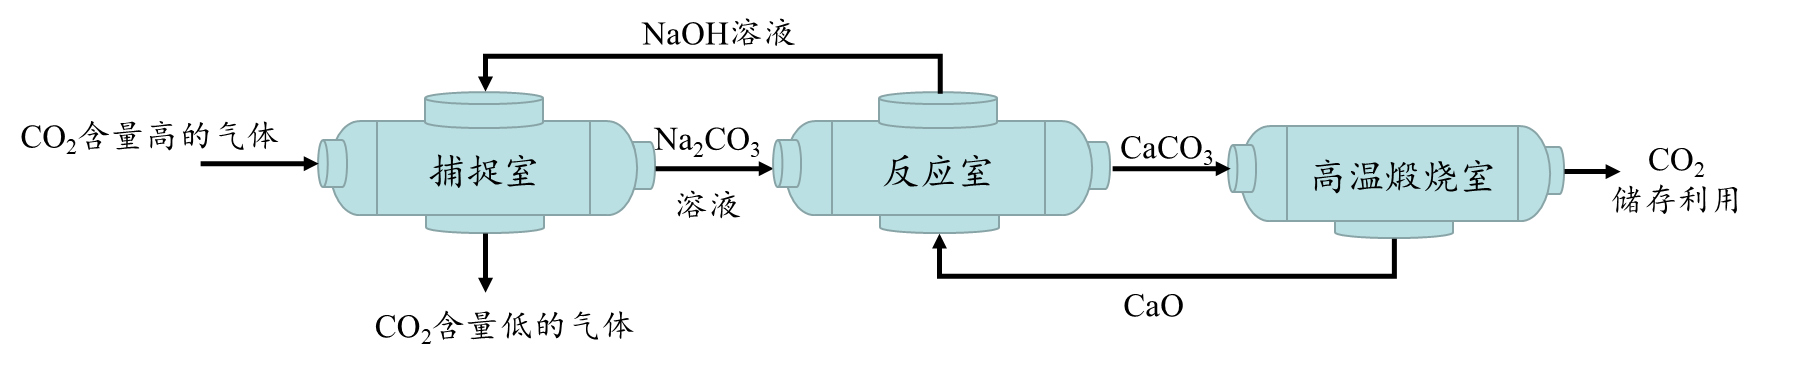 NaOH溶液
CO₂含量高的气体
捕捉室
Na₂CO₃
溶液
反应室
CaCO₃
高温煅烧室
CO₂
储存利用
CaO
CO₂含量低的气体